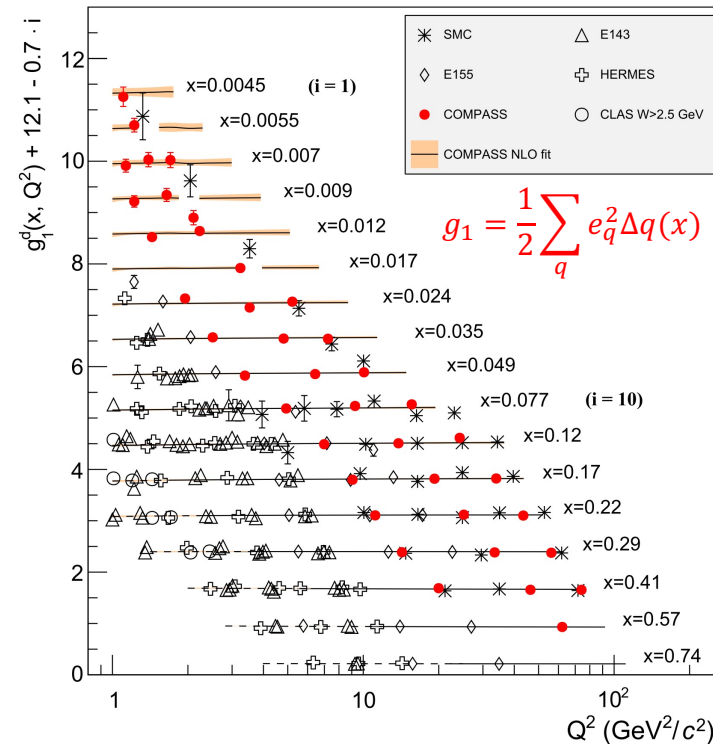 g₁ᵈ(x, Q²) + 12.1 - 0.7 · i
12
10
8
6
4
2
0
1
10
10²
Q² (GeV²/c²)
SMC
E143
E155
HERMES
COMPASS
CLAS W>2.5 GeV
COMPASS NLO fit
g₁ = 1/2 ∑_q e_q² Δq(x)
x=0.0045
(i = 1)
x=0.0055
x=0.007
x=0.009
x=0.012
x=0.017
x=0.024
x=0.035
x=0.049
x=0.077
(i = 10)
x=0.12
x=0.17
x=0.22
x=0.29
x=0.41
x=0.57
x=0.74